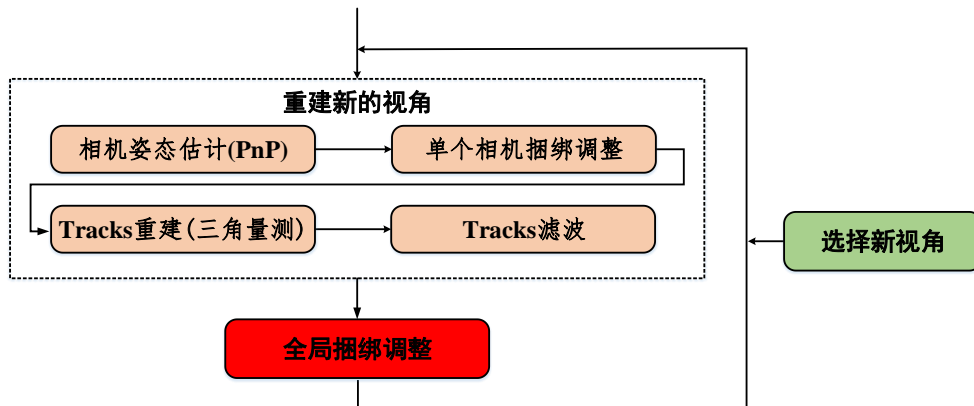 重建新的视角
相机姿态估计(PnP)
单个相机捆绑调整
Tracks重建(三角量测)
Tracks滤波
选择新视角
全局捆绑调整